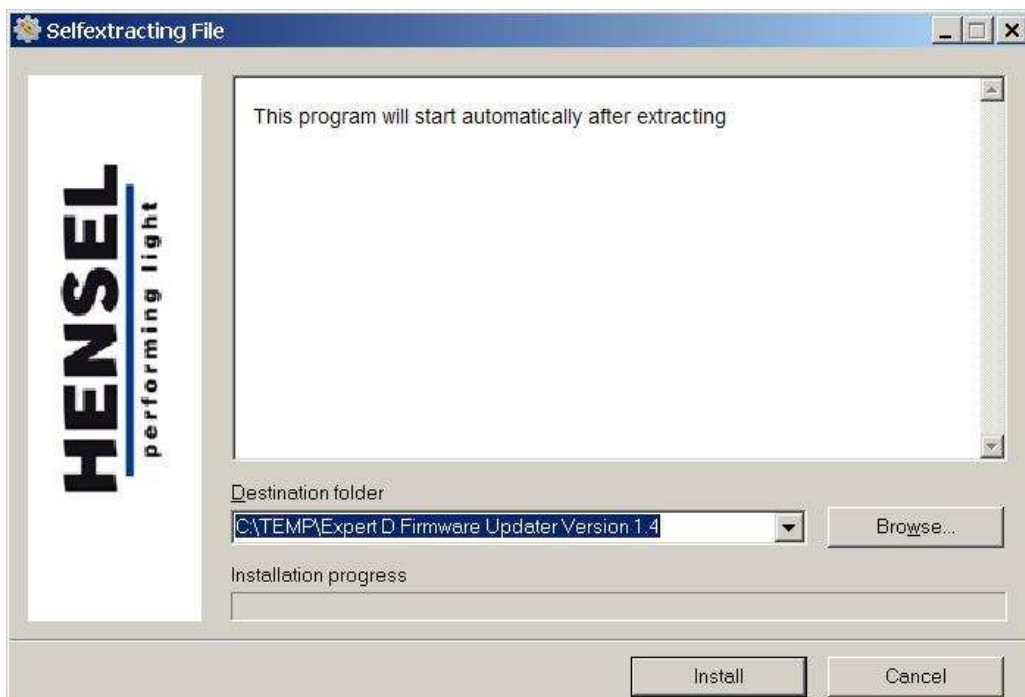 Selfextracting File
HENSEL
performing light
This program will start automatically after extracting
Destination folder
C:\TEMP\Expert D Firmware Updater Version 1.4
Browse...
Installation progress
Install
Cancel